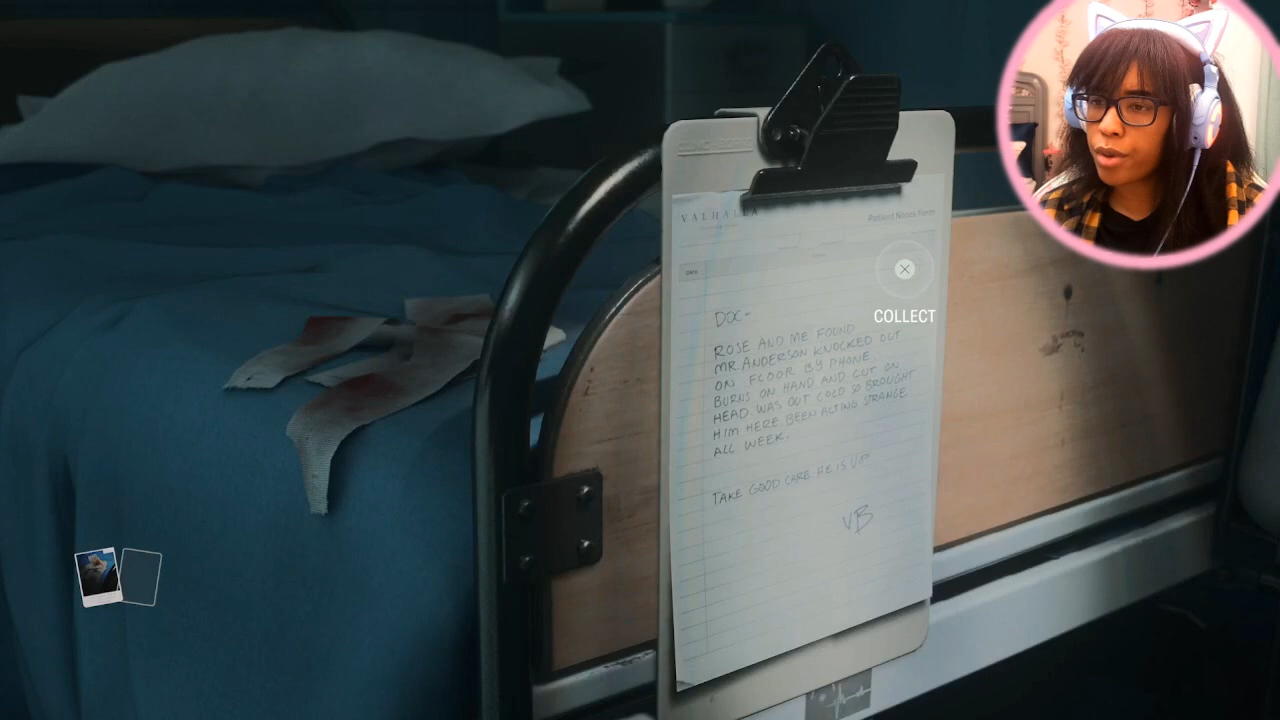 VALHALLA
Patient Notes Form
Date
COLLECT
DOC-
ROSE AND ME FOUND
MR. ANDERSON KNOCKED OUT
ON FLOOR BY PHONE
BURNS ON HAND AND CUT ON
HEAD. WAS OUT COLD SO BROUGHT
HIM HERE. BEEN ACTING STRANGE
ALL WEEK.
TAKE GOOD CARE HE IS VIP
VB